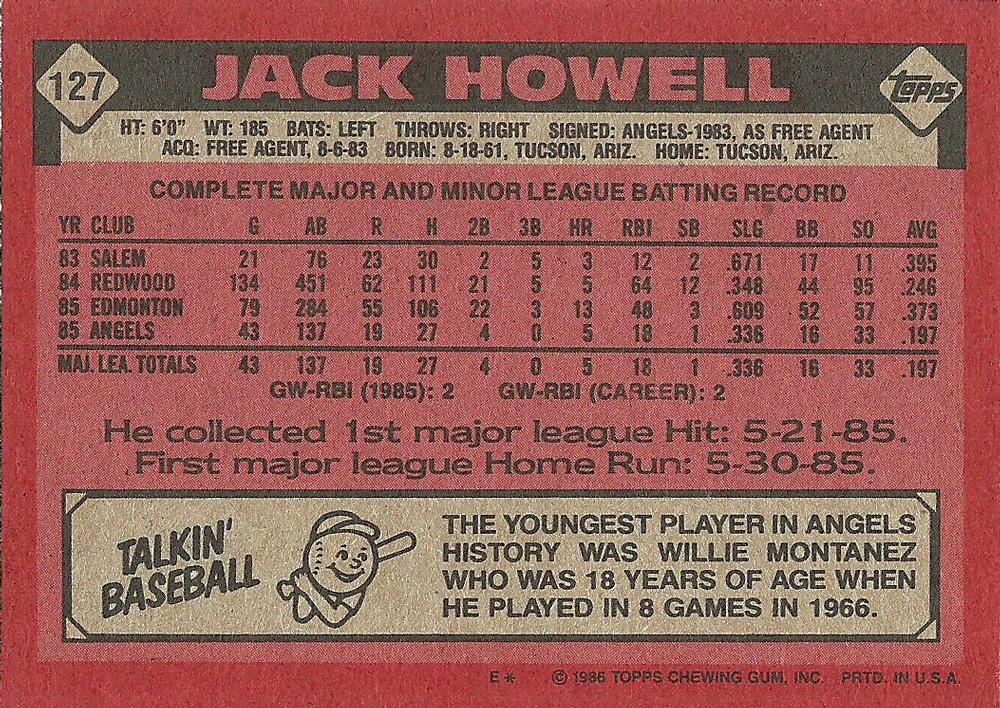 127
JACK HOWELL
Topps
HT: 6'0" WT: 185 BATS: LEFT THROWS: RIGHT SIGNED: ANGELS-1983, AS FREE AGENT
ACQ: FREE AGENT, 8-6-83 BORN: 8-18-61, TUCSON, ARIZ. HOME: TUCSON, ARIZ.
COMPLETE MAJOR AND MINOR LEAGUE BATTING RECORD
YR CLUB G AB R H 2B 3B HR RBI SB SLG BB SO AVG
83 SALEM 21 76 23 30 2 5 3 12 2 .671 17 11 .395
84 REDWOOD 134 451 62 111 21 5 5 64 12 .348 44 95 .246
85 EDMONTON 79 284 55 106 22 3 13 48 3 .609 52 57 .373
85 ANGELS 43 137 19 27 4 0 5 18 1 .336 16 33 .197
MAJ. LEA. TOTALS 43 137 19 27 4 0 5 18 1 .336 16 33 .197
GW-RBI (1985): 2 GW-RBI (CAREER): 2
He collected 1st major league Hit: 5-21-85.
First major league Home Run: 5-30-85.
TALKIN'
BASEBALL
THE YOUNGEST PLAYER IN ANGELS
HISTORY WAS WILLIE MONTANEZ
WHO WAS 18 YEARS OF AGE WHEN
HE PLAYED IN 8 GAMES IN 1966.
E* © 1986 TOPPS CHEWING GUM, INC. PRTD. IN U.S.A.